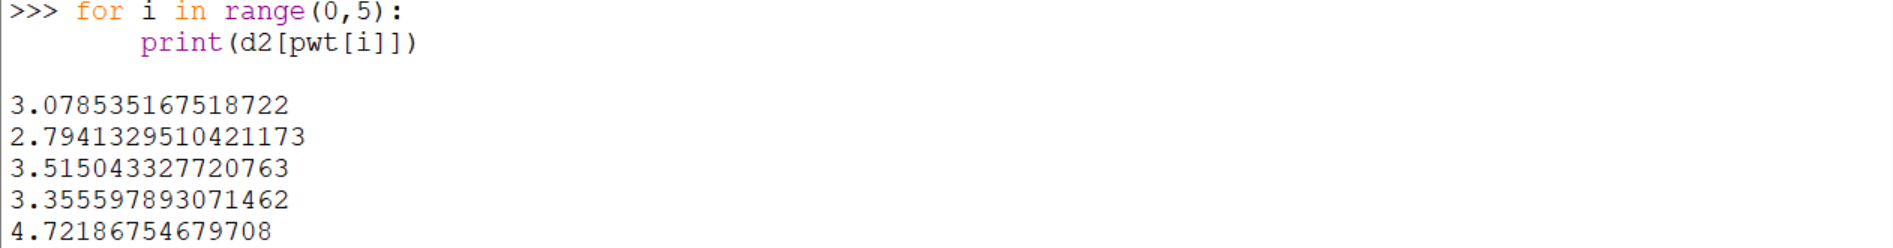 >>> for i in range(0,5):
        print(d2[pwt[i]])

3.078535167518722
2.7941329510421173
3.515043327720763
3.355597893071462
4.72186754679708